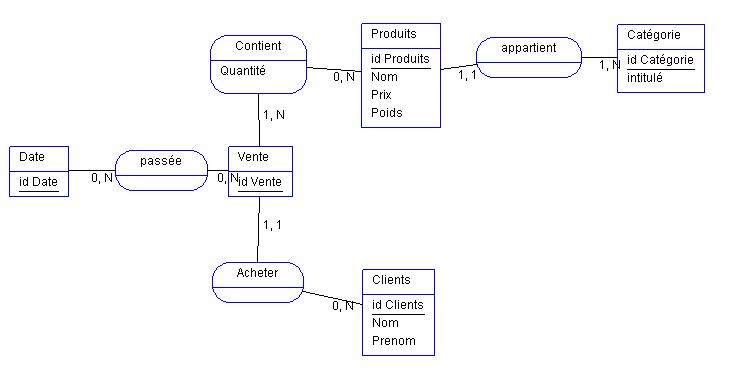 Contient
Quantité
Produits
id Produits
Nom
Prix
Poids
appartient
Catégorie
id Catégorie
intitulé
0, N
1, 1
1, N
1, N
Date
id Date
passée
Vente
id Vente
0, N
0, N
1, 1
Acheter
Clients
id Clients
Nom
Prenom
0, N